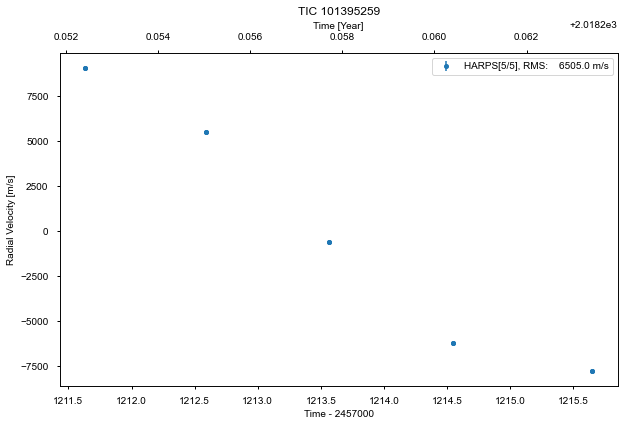 TIC 101395259
Time [Year]
0.052 0.054 0.056 0.058 0.060 0.062 +2.0182e3
HARPS[5/5], RMS: 6505.0 m/s
Radial Velocity [m/s]
7500
5000
2500
0
−2500
−5000
−7500
1211.5 1212.0 1212.5 1213.0 1213.5 1214.0 1214.5 1215.0 1215.5
Time - 2457000